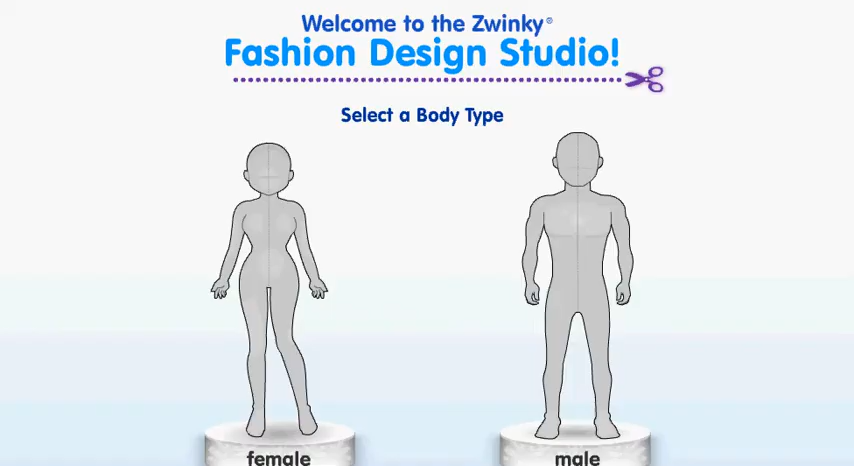 Welcome to the Zwinky®
Fashion Design Studio!
Select a Body Type
female
male